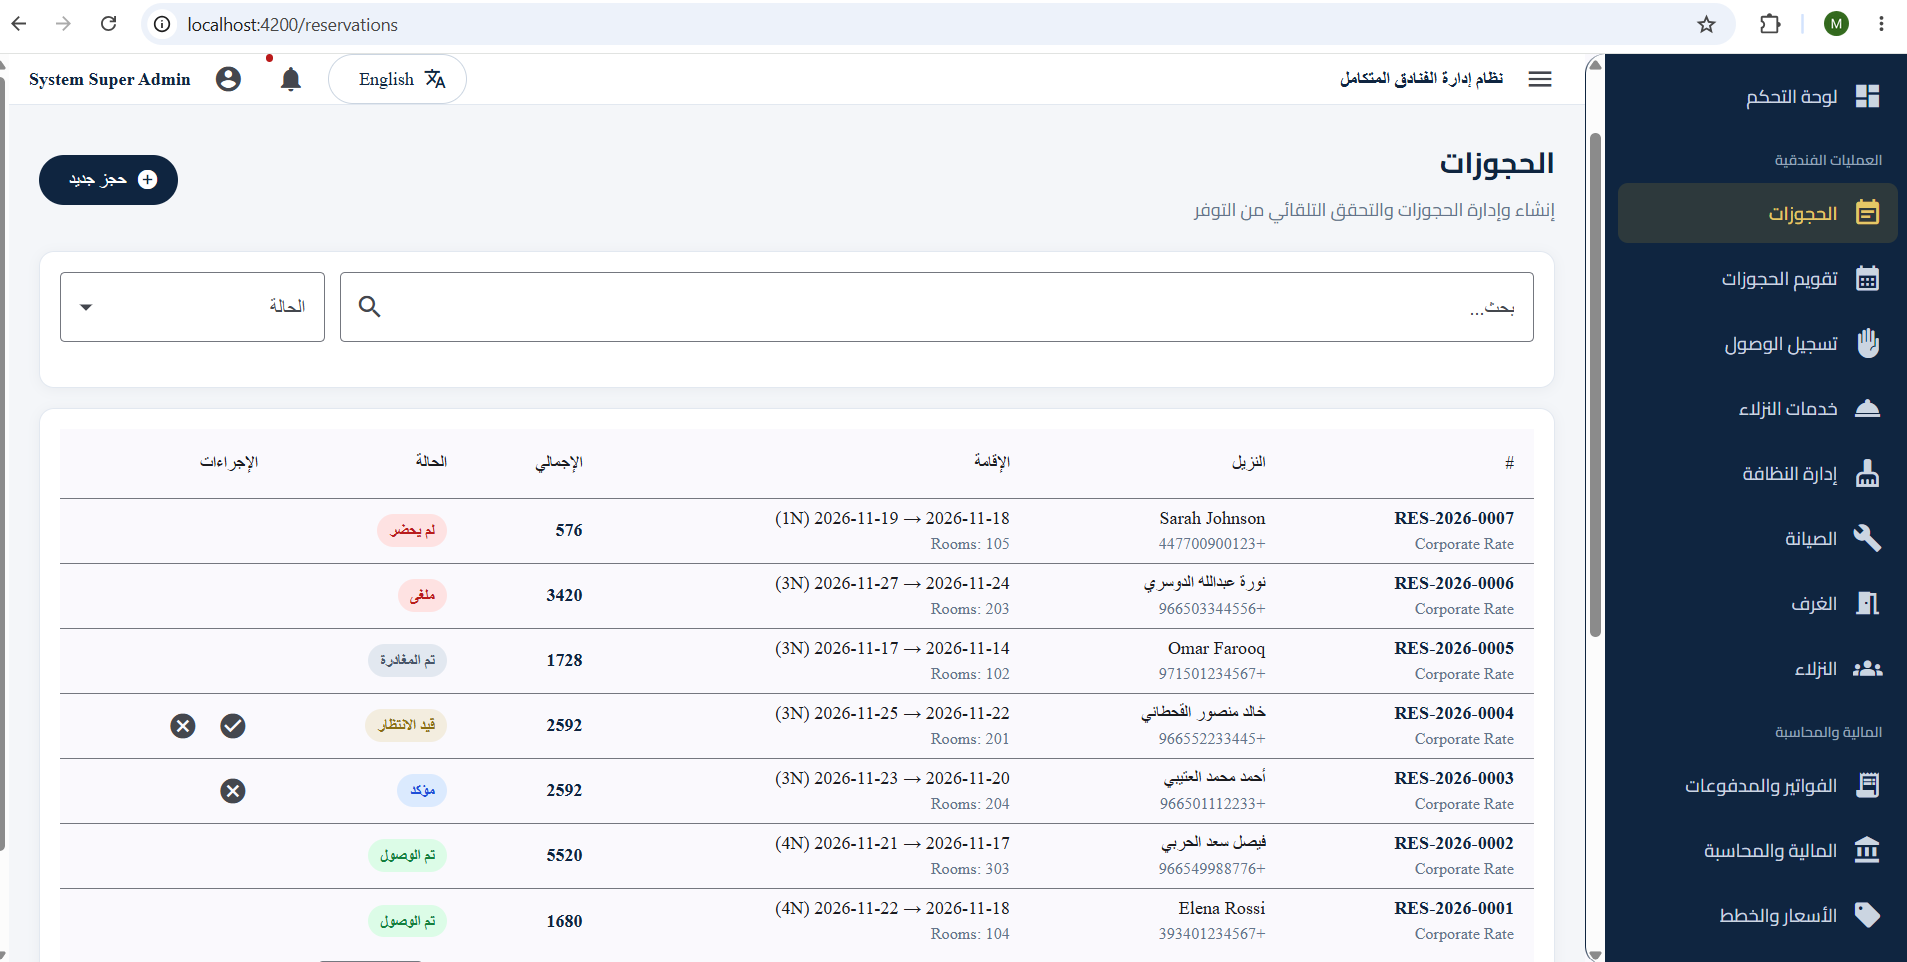 localhost:4200/reservations
M
نظام إدارة الفنادق المتكامل
English
System Super Admin
لوحة التحكم
العمليات الفندقية
الحجوزات
تقويم الحجوزات
تسجيل الوصول
خدمات النزلاء
إدارة النظافة
الصيانة
الغرف
النزلاء
المالية والمحاسبة
الفواتير والمدفوعات
المالية والمحاسبة
الأسعار والخطط
الحجوزات
إنشاء وإدارة الحجوزات والتحقق التلقائي من التوفر
حجز جديد
بحث...
الحالة
# النزيل الإقامة الإجمالي الحالة الإجراءات
RES-2026-0007 Sarah Johnson (1N) 2026-11-19 → 2026-11-18 576 لم يحضر
Corporate Rate 447700900123+ Rooms: 105
RES-2026-0006 نورة عبدالله الدوسري (3N) 2026-11-27 → 2026-11-24 3420 ملغى
Corporate Rate 966503344556+ Rooms: 203
RES-2026-0005 Omar Farooq (3N) 2026-11-17 → 2026-11-14 1728 تم المغادرة
Corporate Rate 971501234567+ Rooms: 102
RES-2026-0004 خالد منصور القحطاني (3N) 2026-11-25 → 2026-11-22 2592 قيد الانتظار
Corporate Rate 966552233445+ Rooms: 201
RES-2026-0003 أحمد محمد العتيبي (3N) 2026-11-23 → 2026-11-20 2592 مؤكد
Corporate Rate 966501112233+ Rooms: 204
RES-2026-0002 فيصل سعد الحربي (4N) 2026-11-21 → 2026-11-17 5520 تم الوصول
Corporate Rate 966549988776+ Rooms: 303
RES-2026-0001 Elena Rossi (4N) 2026-11-22 → 2026-11-18 1680 تم الوصول
Corporate Rate 393401234567+ Rooms: 104